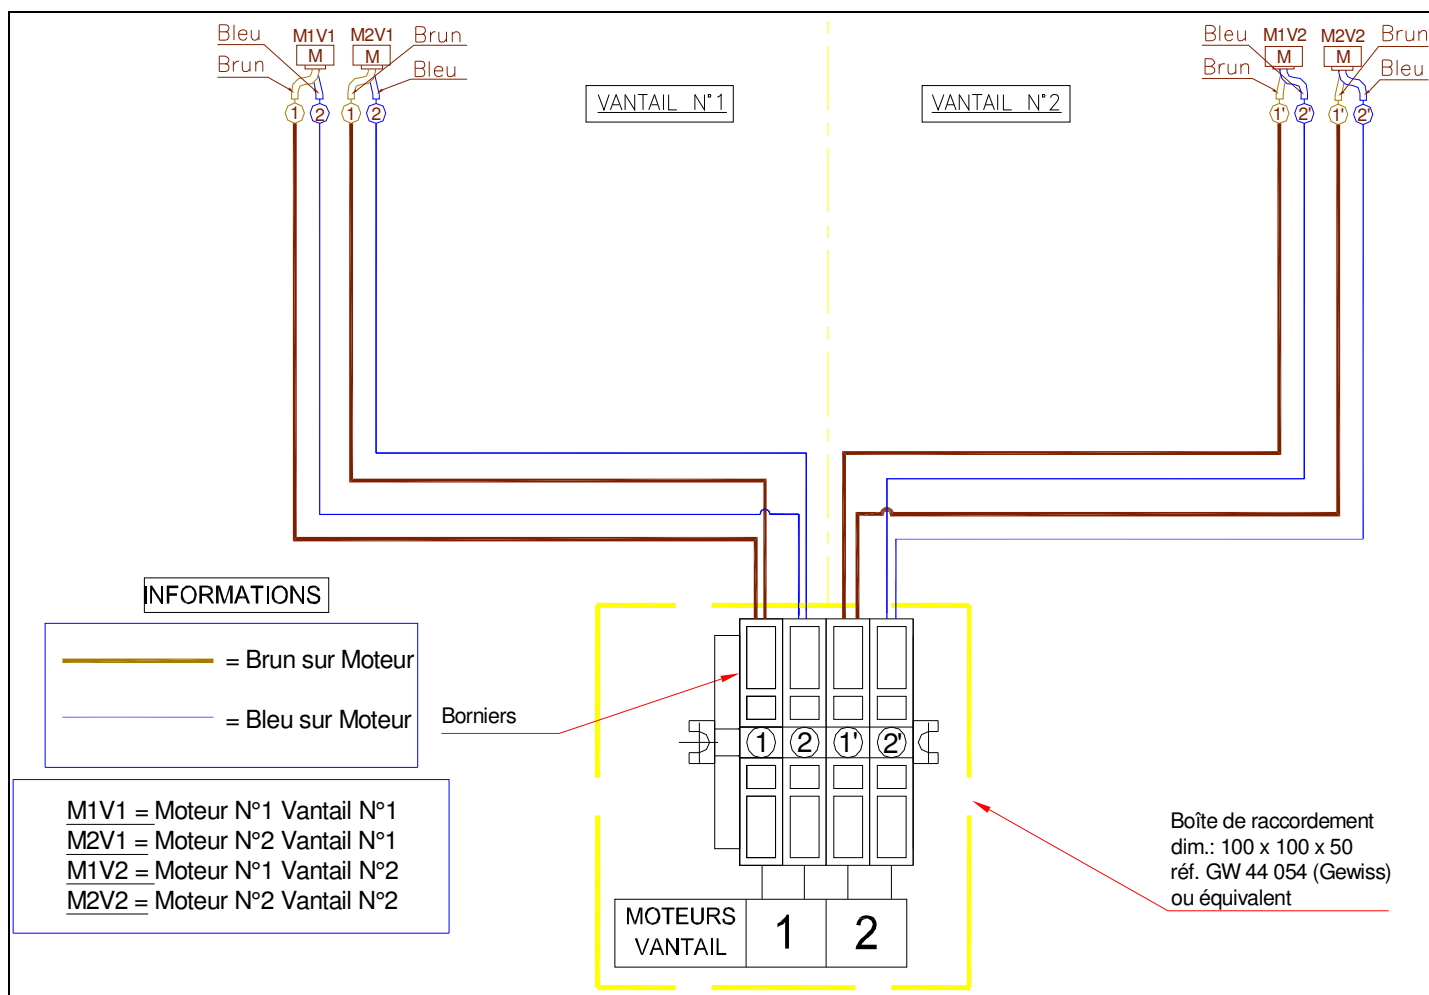 Bleu M1V1 M2V1 Brun
M M
Brun Bleu
1 2 1 2
VANTAIL N°1
VANTAIL N°2
Bleu M1V2 M2V2 Brun
M M
Brun Bleu
1' 2' 1' 2'
INFORMATIONS
= Brun sur Moteur
= Bleu sur Moteur
M1V1 = Moteur N°1 Vantail N°1
M2V1 = Moteur N°2 Vantail N°1
M1V2 = Moteur N°1 Vantail N°2
M2V2 = Moteur N°2 Vantail N°2
Borniers
1 2 1' 2'
MOTEURS
VANTAIL
1 2
Boîte de raccordement
dim.: 100 x 100 x 50
réf. GW 44 054 (Gewiss)
ou équivalent